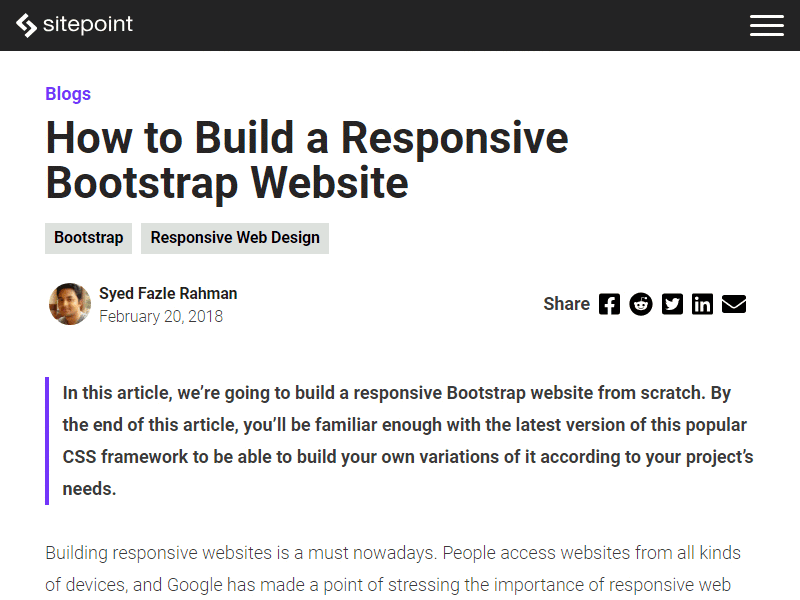 sitepoint
Blogs
How to Build a Responsive
Bootstrap Website
Bootstrap
Responsive Web Design
Syed Fazle Rahman
February 20, 2018
Share
In this article, we’re going to build a responsive Bootstrap website from scratch. By
the end of this article, you’ll be familiar enough with the latest version of this popular
CSS framework to be able to build your own variations of it according to your project’s
needs.
Building responsive websites is a must nowadays. People access websites from all kinds
of devices, and Google has made a point of stressing the importance of responsive web